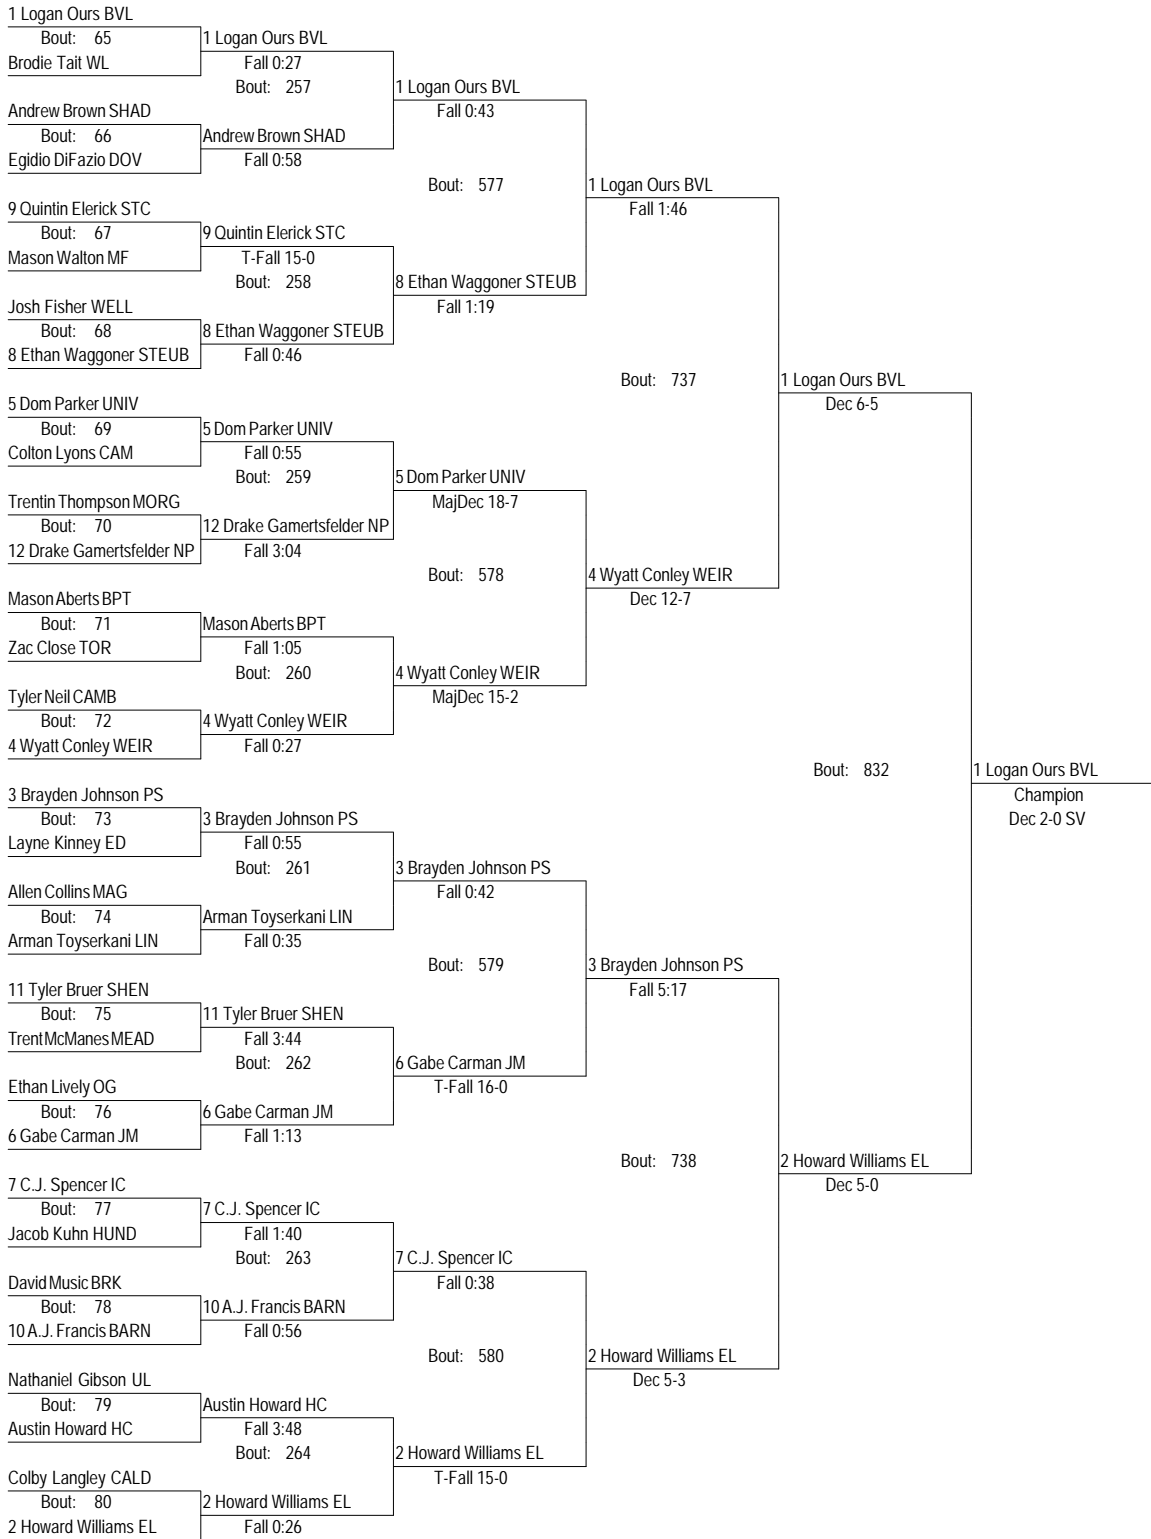 1 Logan Ours BVL
Bout: 65
1 Logan Ours BVL
Brodie Tait WL
Fall 0:27
Bout: 257
1 Logan Ours BVL
Andrew Brown SHAD
Fall 0:43
Bout: 66
Andrew Brown SHAD
Egidio DiFazio DOV
Fall 0:58
Bout: 577
1 Logan Ours BVL
9 Quintin Elerick STC
Fall 1:46
Bout: 67
9 Quintin Elerick STC
Mason Walton MF
T-Fall 15-0
Bout: 258
8 Ethan Waggoner STEUB
Josh Fisher WELL
Fall 1:19
Bout: 68
8 Ethan Waggoner STEUB
8 Ethan Waggoner STEUB
Fall 0:46
Bout: 737
1 Logan Ours BVL
5 Dom Parker UNIV
Dec 6-5
Bout: 69
5 Dom Parker UNIV
Colton Lyons CAM
Fall 0:55
Bout: 259
5 Dom Parker UNIV
Trentin Thompson MORG
MajDec 18-7
Bout: 70
12 Drake Gamertsfelder NP
12 Drake Gamertsfelder NP
Fall 3:04
Bout: 578
4 Wyatt Conley WEIR
Mason Aberts BPT
Dec 12-7
Bout: 71
Mason Aberts BPT
Zac Close TOR
Fall 1:05
Bout: 260
4 Wyatt Conley WEIR
Tyler Neil CAMB
MajDec 15-2
Bout: 72
4 Wyatt Conley WEIR
4 Wyatt Conley WEIR
Fall 0:27
Bout: 832
1 Logan Ours BVL
3 Brayden Johnson PS
Champion
Bout: 73
3 Brayden Johnson PS
Dec 2-0 SV
Layne Kinney ED
Fall 0:55
Bout: 261
3 Brayden Johnson PS
Allen Collins MAG
Fall 0:42
Bout: 74
Arman Toyserkani LIN
Arman Toyserkani LIN
Fall 0:35
Bout: 579
3 Brayden Johnson PS
11 Tyler Bruer SHEN
Fall 5:17
Bout: 75
11 Tyler Bruer SHEN
Trent McManes MEAD
Fall 3:44
Bout: 262
6 Gabe Carman JM
Ethan Lively OG
T-Fall 16-0
Bout: 76
6 Gabe Carman JM
6 Gabe Carman JM
Fall 1:13
Bout: 738
2 Howard Williams EL
7 C.J. Spencer IC
Dec 5-0
Bout: 77
7 C.J. Spencer IC
Jacob Kuhn HUND
Fall 1:40
Bout: 263
7 C.J. Spencer IC
David Music BRK
Fall 0:38
Bout: 78
10 A.J. Francis BARN
10 A.J. Francis BARN
Fall 0:56
Bout: 580
2 Howard Williams EL
Nathaniel Gibson UL
Dec 5-3
Bout: 79
Austin Howard HC
Austin Howard HC
Fall 3:48
Bout: 264
2 Howard Williams EL
Colby Langley CALD
T-Fall 15-0
Bout: 80
2 Howard Williams EL
2 Howard Williams EL
Fall 0:26